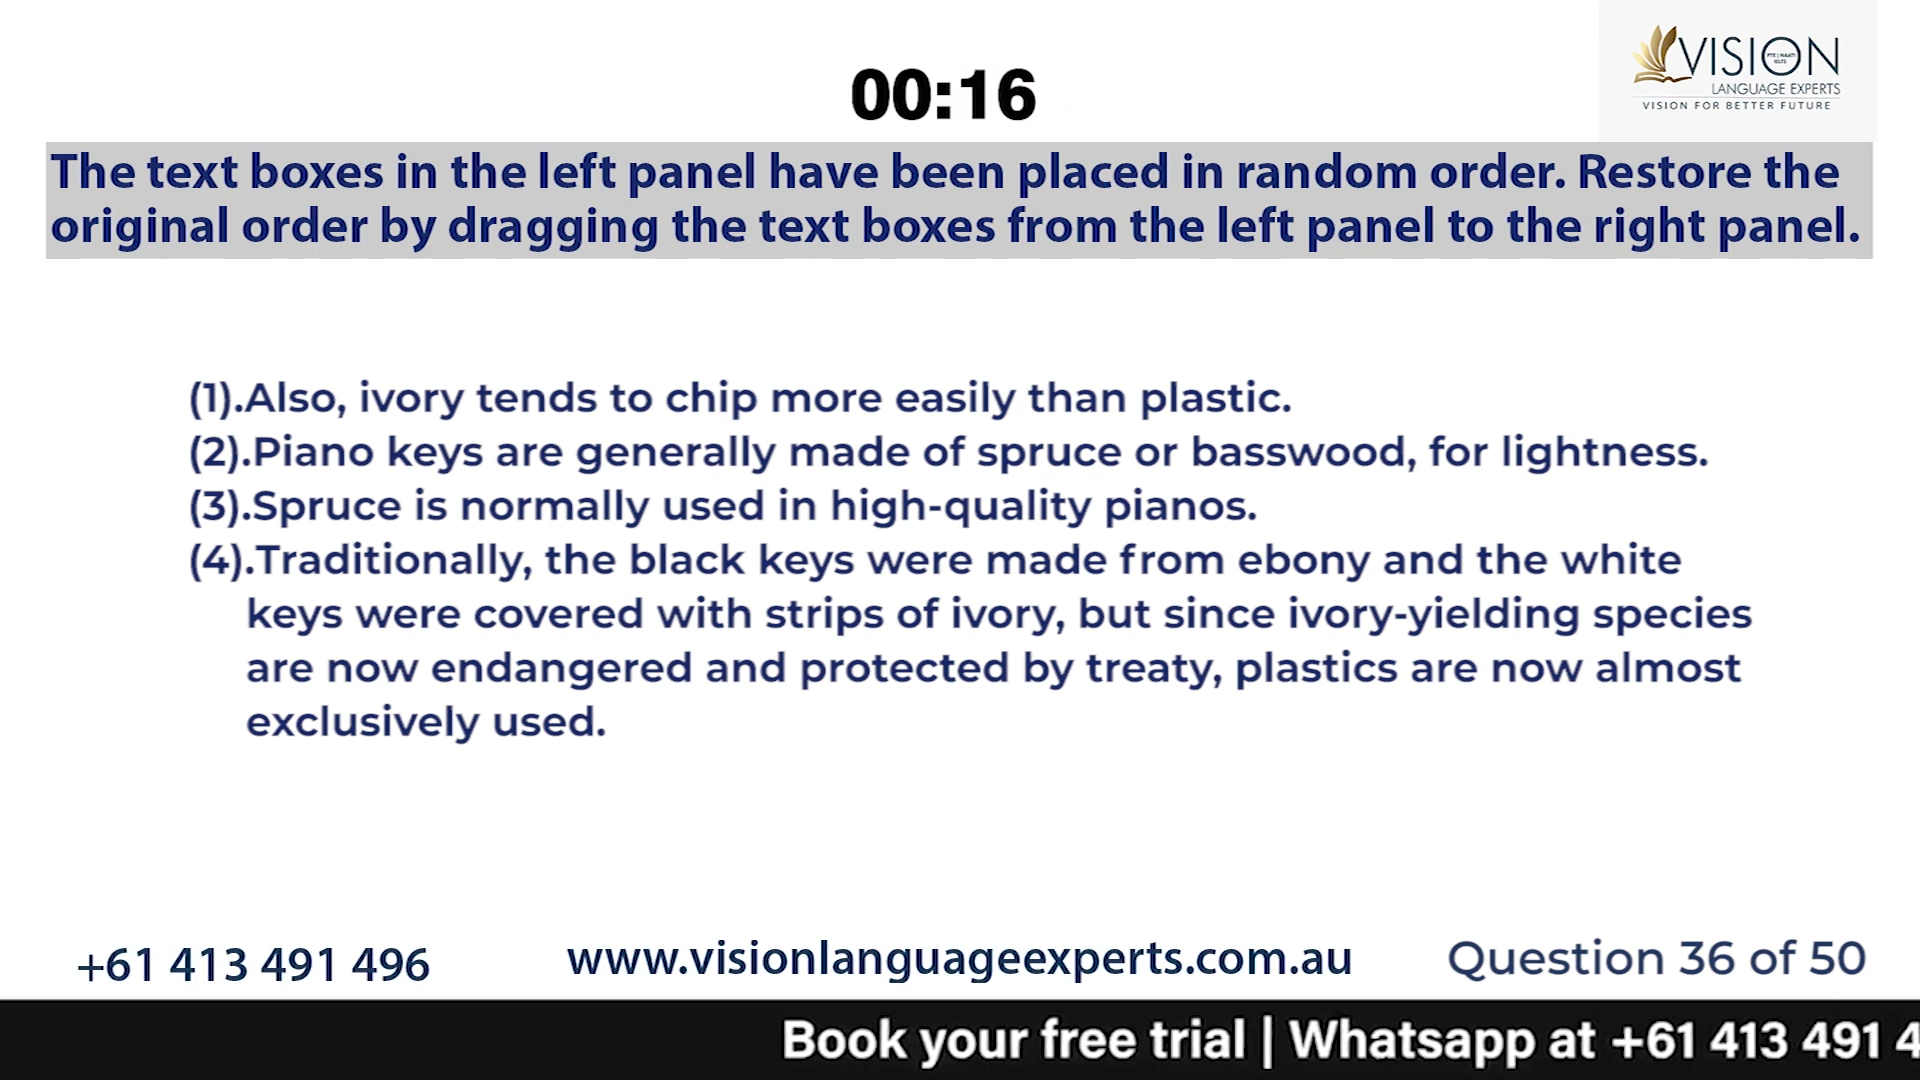 VISION
PTE | NAATI
IELTS
LANGUAGE EXPERTS
VISION FOR BETTER FUTURE
00:16
The text boxes in the left panel have been placed in random order. Restore the
original order by dragging the text boxes from the left panel to the right panel.
(1).Also, ivory tends to chip more easily than plastic.
(2).Piano keys are generally made of spruce or basswood, for lightness.
(3).Spruce is normally used in high-quality pianos.
(4).Traditionally, the black keys were made from ebony and the white
keys were covered with strips of ivory, but since ivory-yielding species
are now endangered and protected by treaty, plastics are now almost
exclusively used.
+61 413 491 496
www.visionlanguageexperts.com.au
Question 36 of 50
Book your free trial | Whatsapp at +61 413 491 4